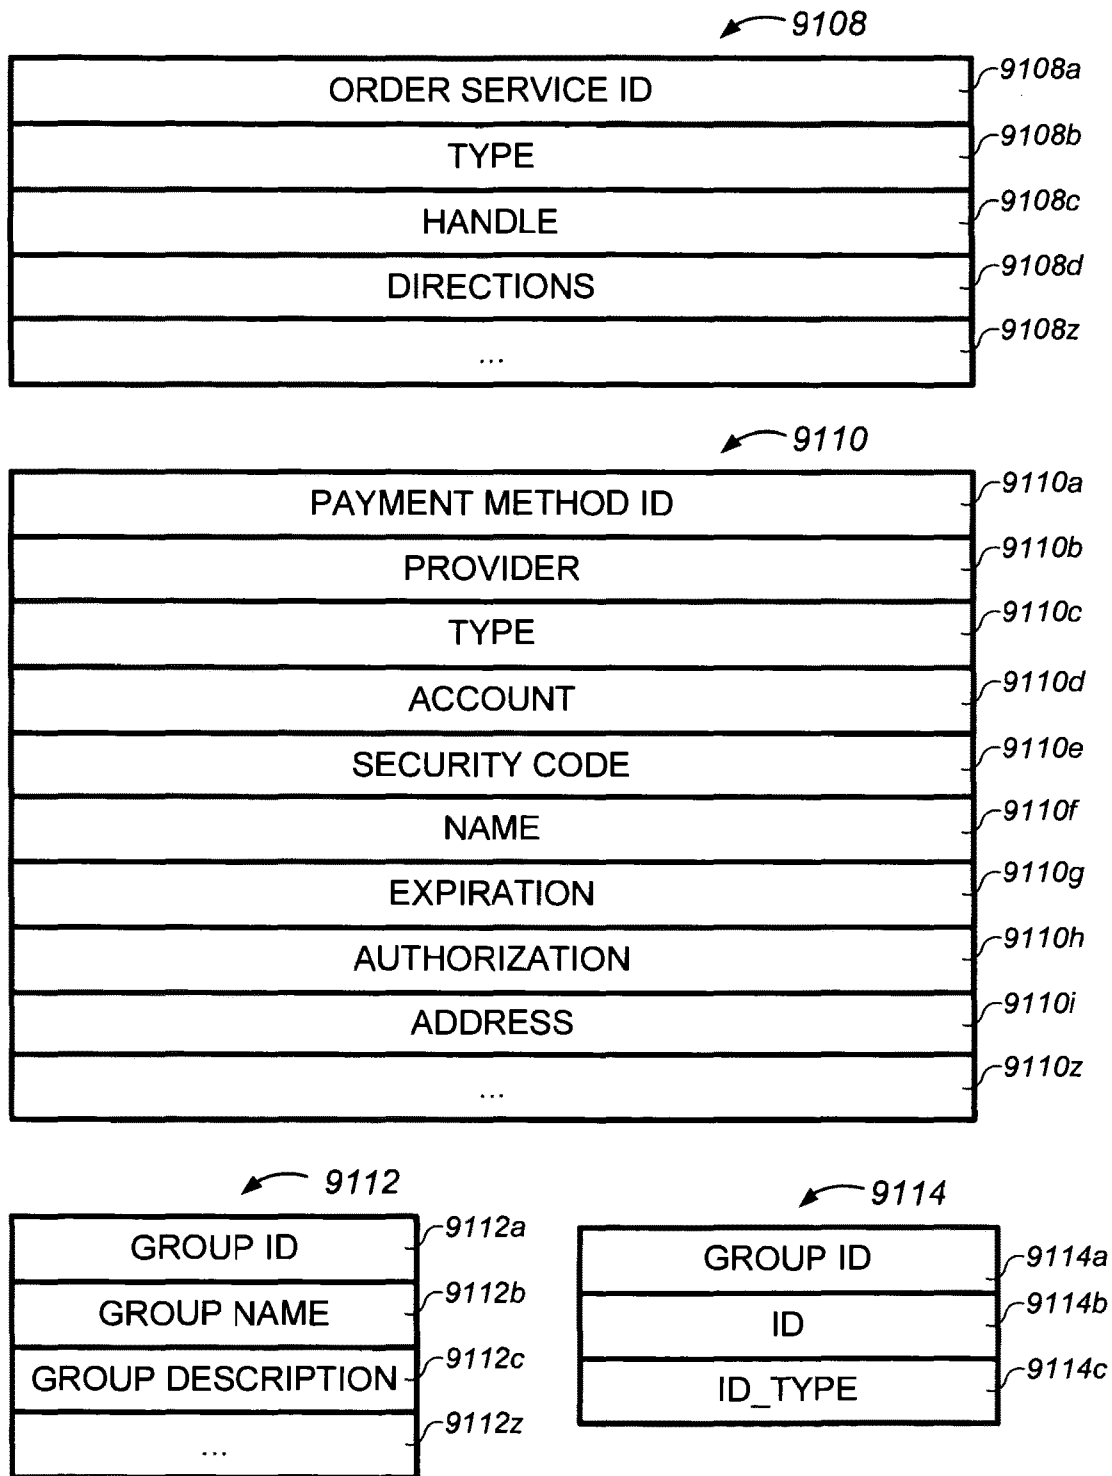 9108
ORDER SERVICE ID 9108a
TYPE 9108b
HANDLE 9108c
DIRECTIONS 9108d
... 9108z
9110
PAYMENT METHOD ID 9110a
PROVIDER 9110b
TYPE 9110c
ACCOUNT 9110d
SECURITY CODE 9110e
NAME 9110f
EXPIRATION 9110g
AUTHORIZATION 9110h
ADDRESS 9110i
... 9110z
9112
GROUP ID 9112a
GROUP NAME 9112b
GROUP DESCRIPTION 9112c
... 9112z
9114
GROUP ID 9114a
ID 9114b
ID_TYPE 9114c